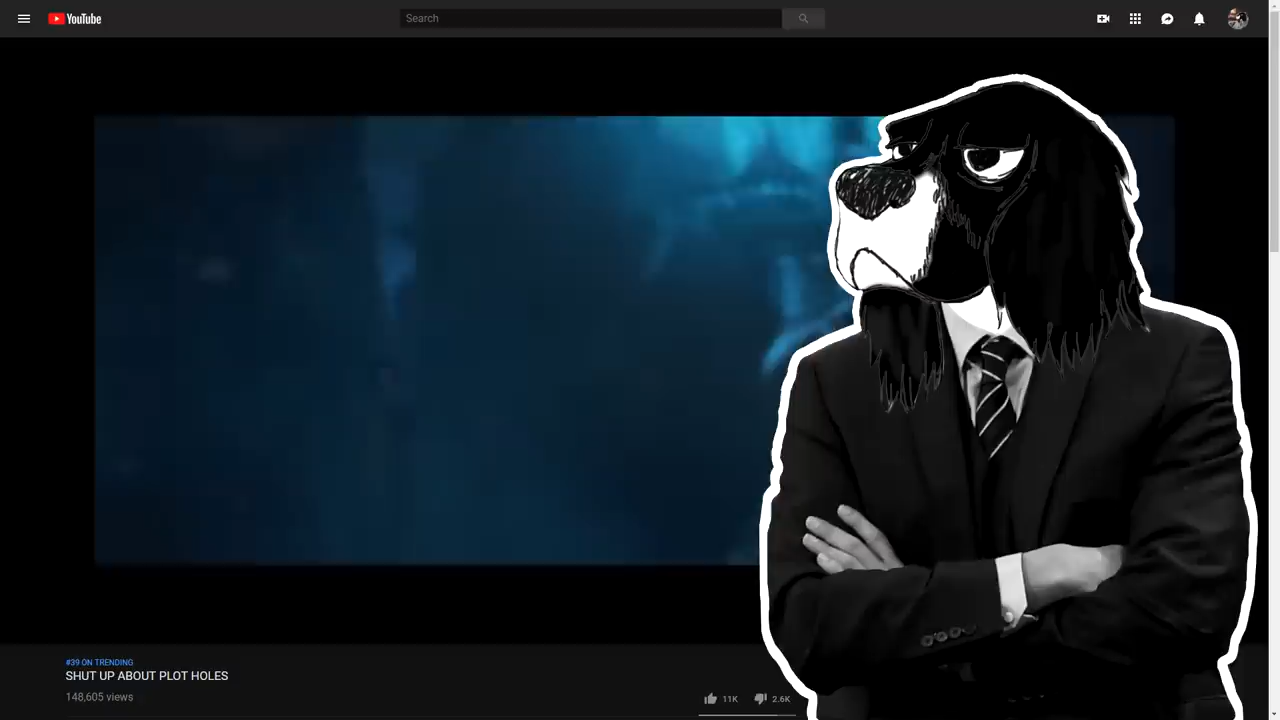 YouTube
Search
#39 ON TRENDING
SHUT UP ABOUT PLOT HOLES
148,605 views
11K
2.6K